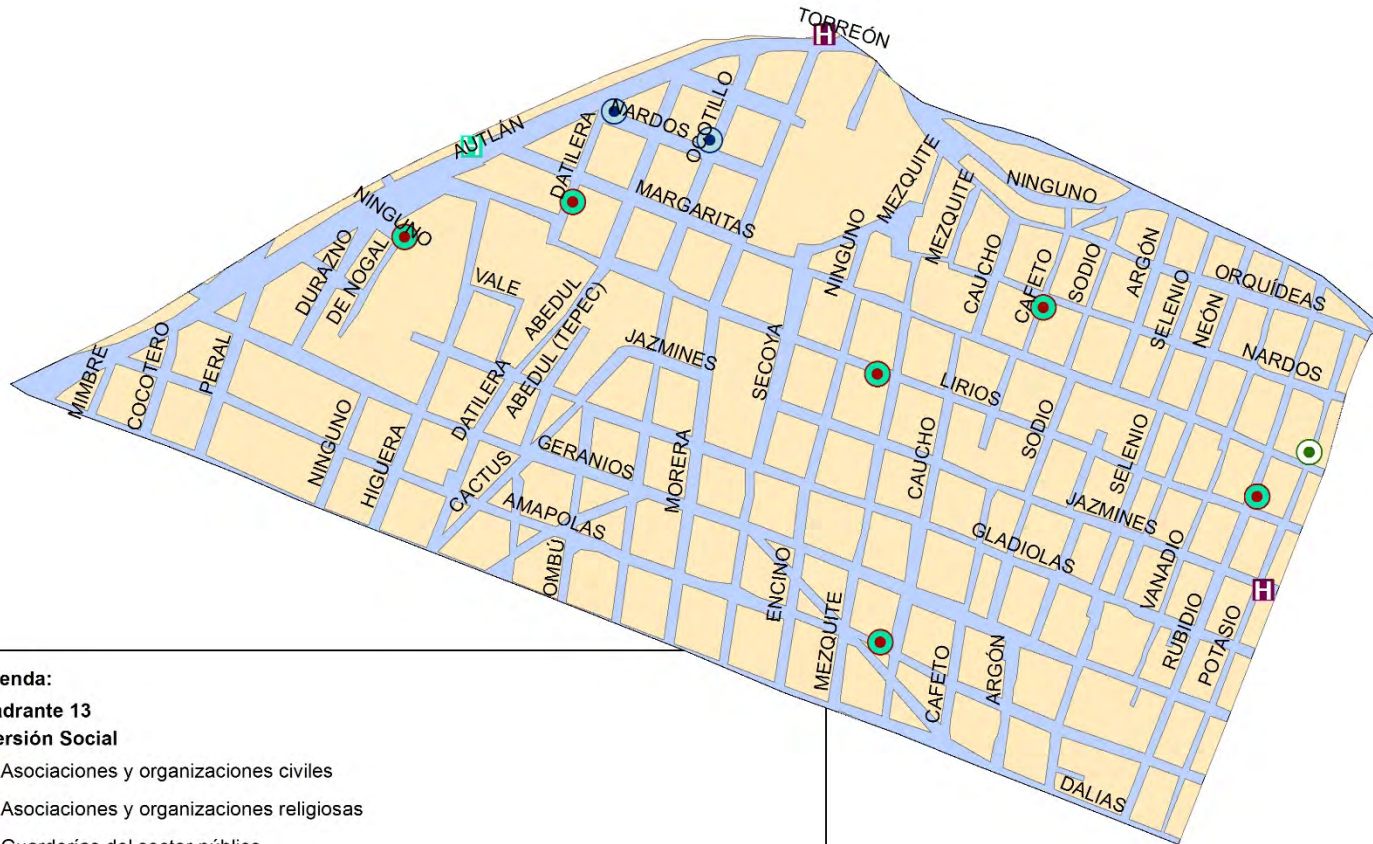 TORREÓN
H
NARDOS
OCOTILLO
AUTLÁN
DATILERA
MEZQUITE
MEZQUITE
NINGUNO
NINGUNO
MARGARITAS
NINGUNO
DURAZNO
DE NOGAL
CAUCHO
CAFETO
SODIO
ARGÓN
SELENIO
NEÓN
ORQUÍDEAS
VALE
ABEDUL
ABEDUL (TEPEC)
JAZMINES
SECOYA
NARDOS
MIMBRE
COCOTERO
PERAL
DATILERA
LIRIOS
SODIO
SELENIO
NINGUNO
HIGUERA
CACTUS
GERANIOS
MORERA
CAUCHO
JAZMINES
AMAPOLAS
GLADIOLAS
VANADIO
OMBÚ
ENCINO
MEZQUITE
H
RUBIDIO
POTASIO
CAFETO
ARGÓN
DALIAS
enda:
adrante 13
ersión Social
Asociaciones y organizaciones civiles
Asociaciones y organizaciones religiosas